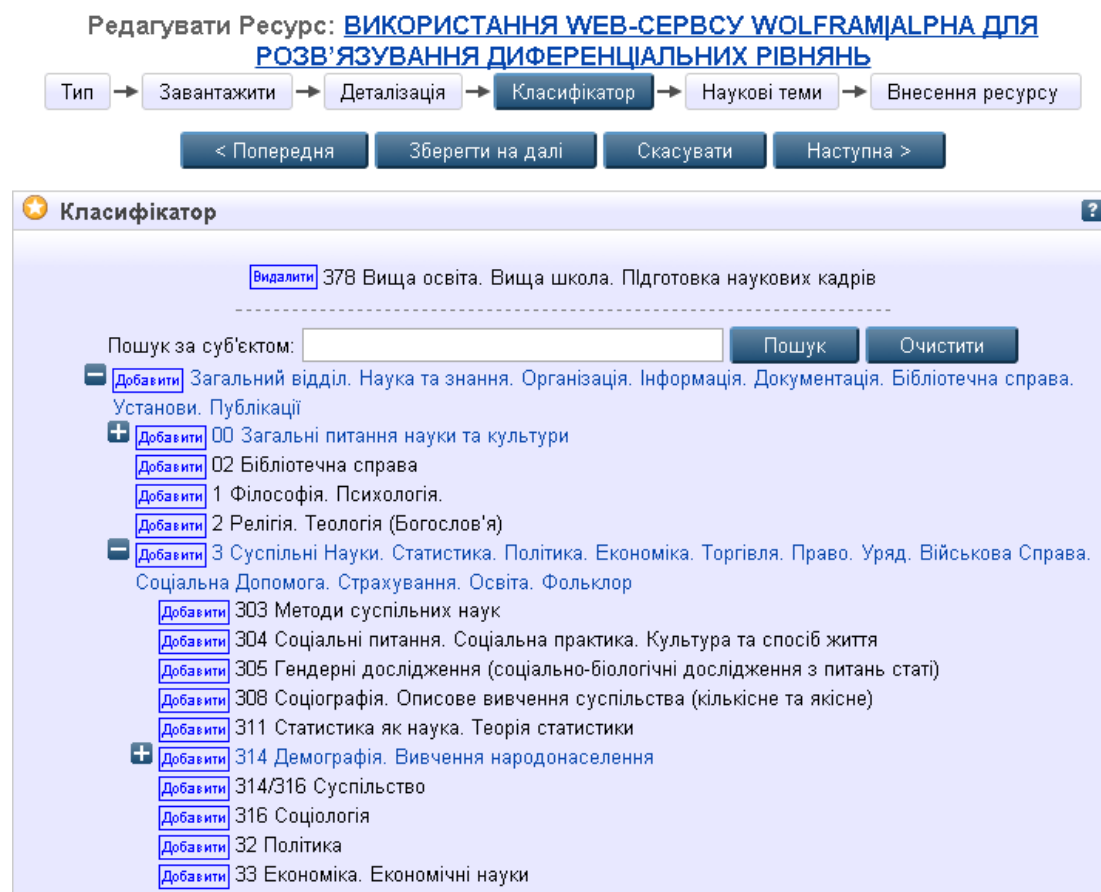 Редагувати Ресурс: ВИКОРИСТАННЯ WEB-СЕРВСУ WOLFRAM|ALPHA ДЛЯ
РОЗВ’ЯЗУВАННЯ ДИФЕРЕНЦІАЛЬНИХ РІВНЯНЬ
Тип → Завантажити → Деталізація → Класифікатор → Наукові теми → Внесення ресурсу
< Попередня Зберегти на далі Скасувати Наступна >
Класифікатор ?
Видалити 378 Вища освіта. Вища школа. ПІдготовка наукових кадрів
Пошук за суб'єктом: Пошук Очистити
Добавити Загальний відділ. Наука та знання. Організація. Інформація. Документація. Бібліотечна справа.
Установи. Публікації
Добавити 00 Загальні питання науки та культури
Добавити 02 Бібліотечна справа
Добавити 1 Філософія. Психологія.
Добавити 2 Релігія. Теологія (Богослов'я)
Добавити 3 Суспільні Науки. Статистика. Політика. Економіка. Торгівля. Право. Уряд. Військова Справа.
Соціальна Допомога. Страхування. Освіта. Фольклор
Добавити 303 Методи суспільних наук
Добавити 304 Соціальні питання. Соціальна практика. Культура та спосіб життя
Добавити 305 Гендерні дослідження (соціально-біологічні дослідження з питань статі)
Добавити 308 Соціографія. Описове вивчення суспільства (кількісне та якісне)
Добавити 311 Статистика як наука. Теорія статистики
Добавити 314 Демографія. Вивчення народонаселення
Добавити 314/316 Суспільство
Добавити 316 Соціологія
Добавити 32 Політика
Добавити 33 Економіка. Економічні науки